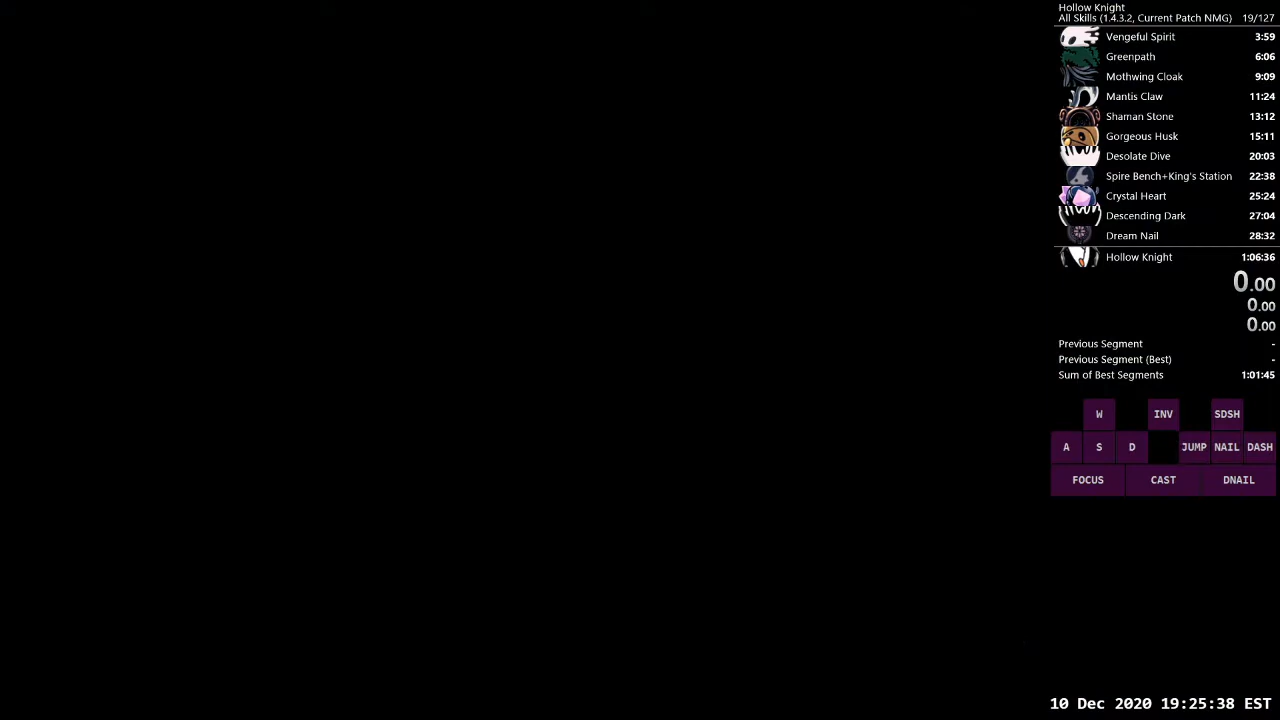 Hollow Knight
All Skills (1.4.3.2, Current Patch NMG) 19/127
Vengeful Spirit 3:59
Greenpath 6:06
Mothwing Cloak 9:09
Mantis Claw 11:24
Shaman Stone 13:12
Gorgeous Husk 15:11
Desolate Dive 20:03
Spire Bench+King's Station 22:38
Crystal Heart 25:24
Descending Dark 27:04
Dream Nail 28:32
Hollow Knight 1:06:36
0.00
0.00
0.00
Previous Segment -
Previous Segment (Best) -
Sum of Best Segments 1:01:45
W INV SDSH
A S D JUMP NAIL DASH
FOCUS CAST DNAIL
10 Dec 2020 19:25:38 EST